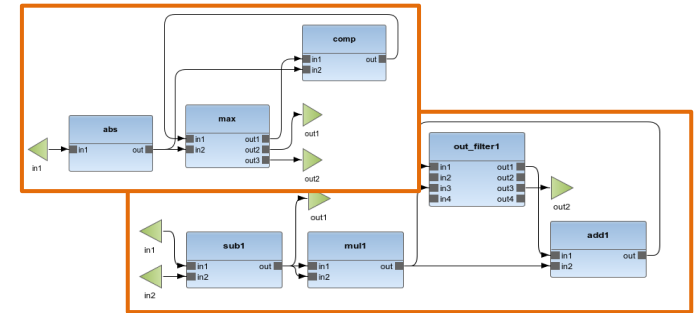 comp
in1 out
in2
abs
in1 out
max
in1 out1
in2 out2
out3
in1
out1
out2
out_filter1
in1 out1
in2 out2
in3 out3
in4 out4
out2
out1
in1
in2
sub1
in1 out
in2
mul1
in1 out
in2
add1
in1 out
in2